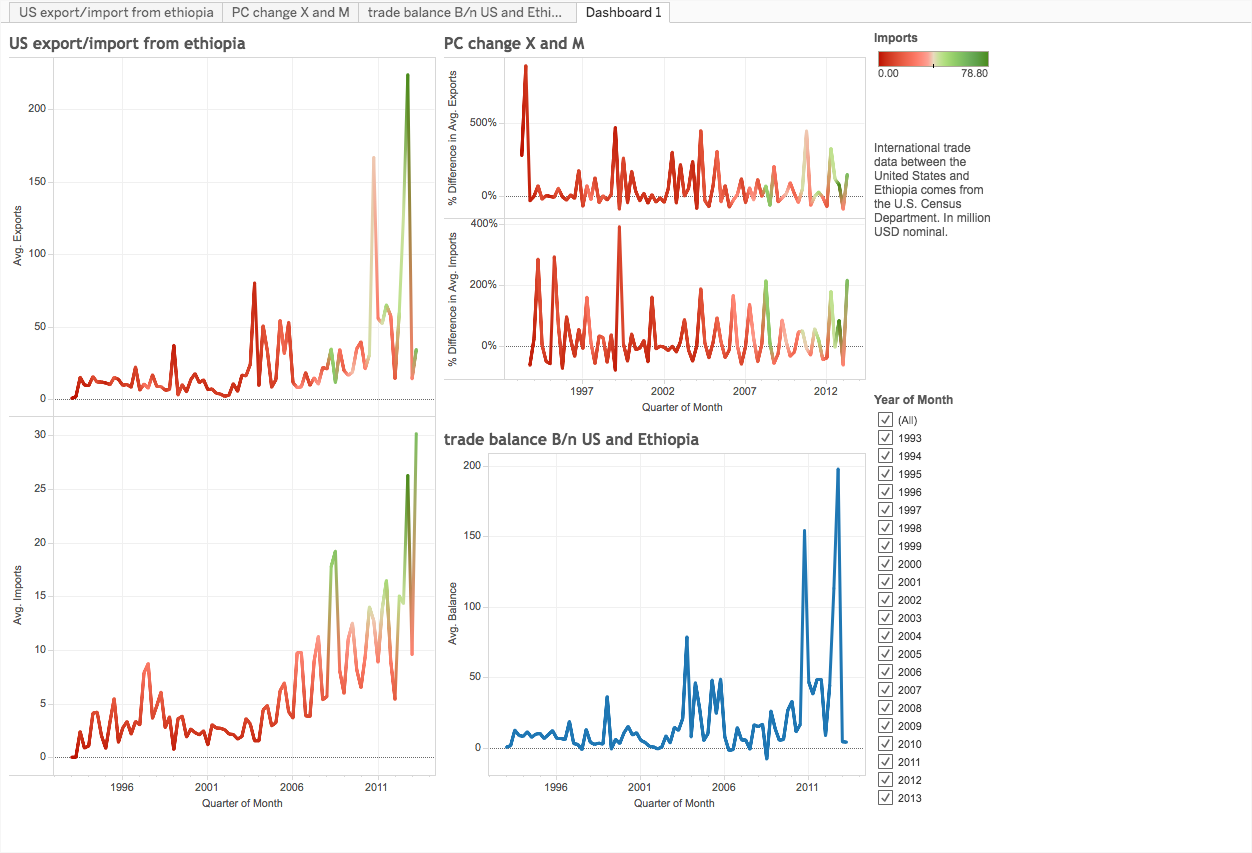 US export/import from ethiopia
PC change X and M
trade balance B/n US and Ethi...
Dashboard 1
US export/import from ethiopia
Avg. Exports
200
150
100
50
0
Avg. Imports
30
25
20
15
10
5
0
1996
2001
2006
2011
Quarter of Month
PC change X and M
% Difference in Avg. Exports
500%
0%
% Difference in Avg. Imports
400%
200%
0%
1997
2002
2007
2012
Quarter of Month
trade balance B/n US and Ethiopia
Avg. Balance
200
150
100
50
0
1996
2001
2006
2011
Quarter of Month
Imports
0.00
78.80
International trade
data between the
United States and
Ethiopia comes from
the U.S. Census
Department. In million
USD nominal.
Year of Month
(All)
1993
1994
1995
1996
1997
1998
1999
2000
2001
2002
2003
2004
2005
2006
2007
2008
2009
2010
2011
2012
2013